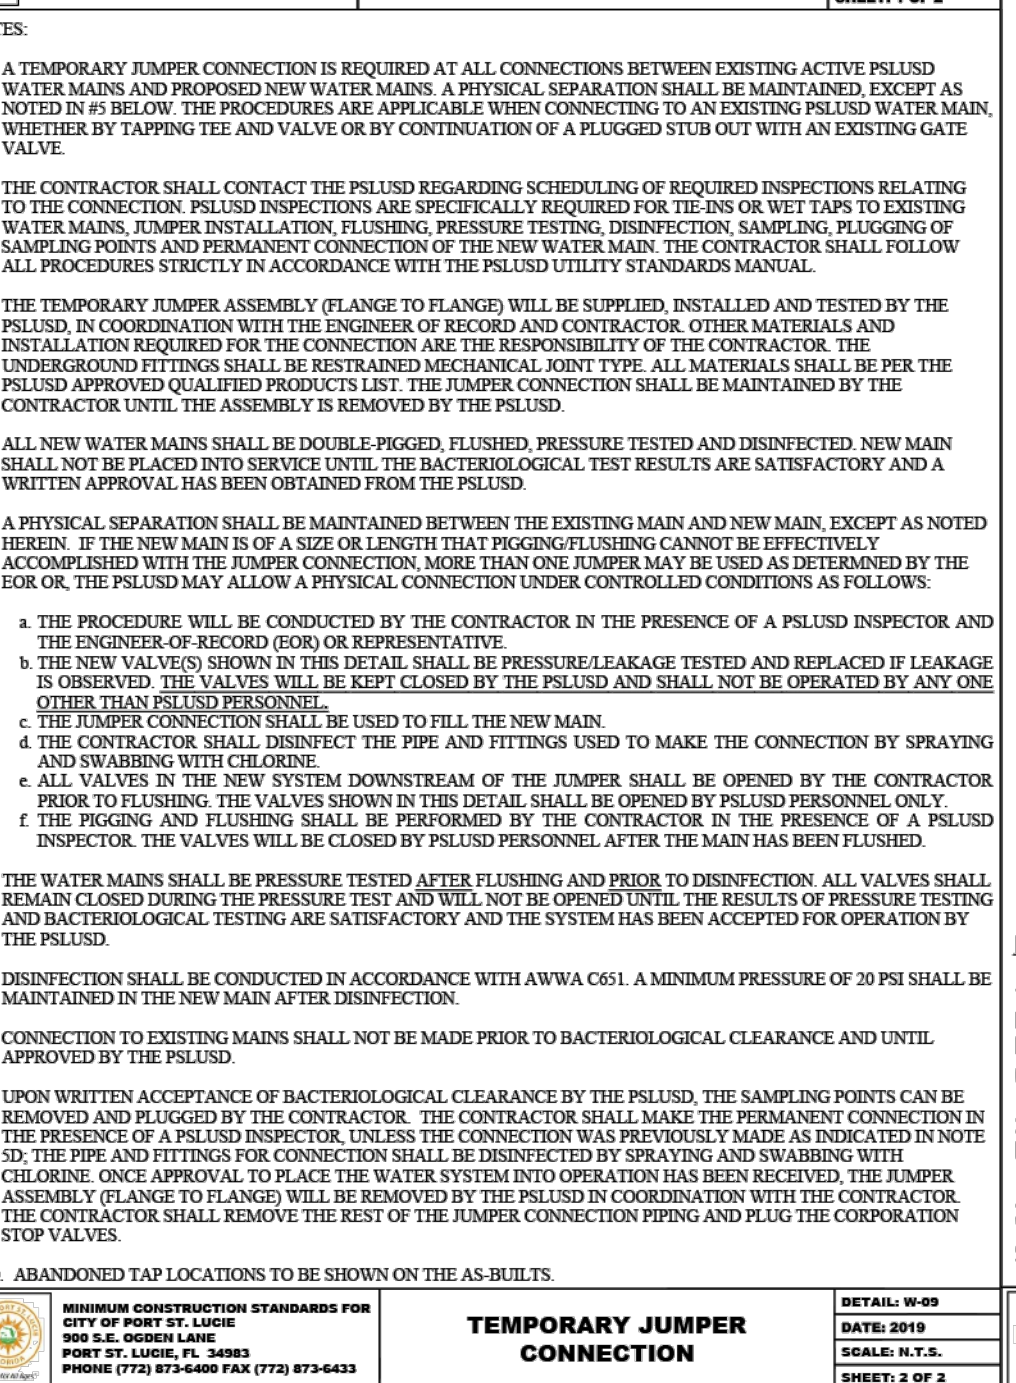 SHEET: 1 OF 2
TES:
A TEMPORARY JUMPER CONNECTION IS REQUIRED AT ALL CONNECTIONS BETWEEN EXISTING ACTIVE PSLUSD
WATER MAINS AND PROPOSED NEW WATER MAINS. A PHYSICAL SEPARATION SHALL BE MAINTAINED, EXCEPT AS
NOTED IN #5 BELOW. THE PROCEDURES ARE APPLICABLE WHEN CONNECTING TO AN EXISTING PSLUSD WATER MAIN,
WHETHER BY TAPPING TEE AND VALVE OR BY CONTINUATION OF A PLUGGED STUB OUT WITH AN EXISTING GATE
VALVE.
THE CONTRACTOR SHALL CONTACT THE PSLUSD REGARDING SCHEDULING OF REQUIRED INSPECTIONS RELATING
TO THE CONNECTION. PSLUSD INSPECTIONS ARE SPECIFICALLY REQUIRED FOR TIE-INS OR WET TAPS TO EXISTING
WATER MAINS, JUMPER INSTALLATION, FLUSHING, PRESSURE TESTING, DISINFECTION, SAMPLING, PLUGGING OF
SAMPLING POINTS AND PERMANENT CONNECTION OF THE NEW WATER MAIN. THE CONTRACTOR SHALL FOLLOW
ALL PROCEDURES STRICTLY IN ACCORDANCE WITH THE PSLUSD UTILITY STANDARDS MANUAL.
THE TEMPORARY JUMPER ASSEMBLY (FLANGE TO FLANGE) WILL BE SUPPLIED, INSTALLED AND TESTED BY THE
PSLUSD, IN COORDINATION WITH THE ENGINEER OF RECORD AND CONTRACTOR. OTHER MATERIALS AND
INSTALLATION REQUIRED FOR THE CONNECTION ARE THE RESPONSIBILITY OF THE CONTRACTOR. THE
UNDERGROUND FITTINGS SHALL BE RESTRAINED MECHANICAL JOINT TYPE. ALL MATERIALS SHALL BE PER THE
PSLUSD APPROVED QUALIFIED PRODUCTS LIST. THE JUMPER CONNECTION SHALL BE MAINTAINED BY THE
CONTRACTOR UNTIL THE ASSEMBLY IS REMOVED BY THE PSLUSD.
ALL NEW WATER MAINS SHALL BE DOUBLE-PIGGED, FLUSHED, PRESSURE TESTED AND DISINFECTED. NEW MAIN
SHALL NOT BE PLACED INTO SERVICE UNTIL THE BACTERIOLOGICAL TEST RESULTS ARE SATISFACTORY AND A
WRITTEN APPROVAL HAS BEEN OBTAINED FROM THE PSLUSD.
A PHYSICAL SEPARATION SHALL BE MAINTAINED BETWEEN THE EXISTING MAIN AND NEW MAIN, EXCEPT AS NOTED
HEREIN. IF THE NEW MAIN IS OF A SIZE OR LENGTH THAT PIGGING/FLUSHING CANNOT BE EFFECTIVELY
ACCOMPLISHED WITH THE JUMPER CONNECTION, MORE THAN ONE JUMPER MAY BE USED AS DETERMNED BY THE
EOR OR, THE PSLUSD MAY ALLOW A PHYSICAL CONNECTION UNDER CONTROLLED CONDITIONS AS FOLLOWS:
a. THE PROCEDURE WILL BE CONDUCTED BY THE CONTRACTOR IN THE PRESENCE OF A PSLUSD INSPECTOR AND
THE ENGINEER-OF-RECORD (EOR) OR REPRESENTATIVE.
b. THE NEW VALVE(S) SHOWN IN THIS DETAIL SHALL BE PRESSURE/LEAKAGE TESTED AND REPLACED IF LEAKAGE
IS OBSERVED. THE VALVES WILL BE KEPT CLOSED BY THE PSLUSD AND SHALL NOT BE OPERATED BY ANY ONE
OTHER THAN PSLUSD PERSONNEL.
c. THE JUMPER CONNECTION SHALL BE USED TO FILL THE NEW MAIN.
d. THE CONTRACTOR SHALL DISINFECT THE PIPE AND FITTINGS USED TO MAKE THE CONNECTION BY SPRAYING
AND SWABBING WITH CHLORINE.
e. ALL VALVES IN THE NEW SYSTEM DOWNSTREAM OF THE JUMPER SHALL BE OPENED BY THE CONTRACTOR
PRIOR TO FLUSHING. THE VALVES SHOWN IN THIS DETAIL SHALL BE OPENED BY PSLUSD PERSONNEL ONLY.
f. THE PIGGING AND FLUSHING SHALL BE PERFORMED BY THE CONTRACTOR IN THE PRESENCE OF A PSLUSD
INSPECTOR. THE VALVES WILL BE CLOSED BY PSLUSD PERSONNEL AFTER THE MAIN HAS BEEN FLUSHED.
THE WATER MAINS SHALL BE PRESSURE TESTED AFTER FLUSHING AND PRIOR TO DISINFECTION. ALL VALVES SHALL
REMAIN CLOSED DURING THE PRESSURE TEST AND WILL NOT BE OPENED UNTIL THE RESULTS OF PRESSURE TESTING
AND BACTERIOLOGICAL TESTING ARE SATISFACTORY AND THE SYSTEM HAS BEEN ACCEPTED FOR OPERATION BY
THE PSLUSD.
DISINFECTION SHALL BE CONDUCTED IN ACCORDANCE WITH AWWA C651. A MINIMUM PRESSURE OF 20 PSI SHALL BE
MAINTAINED IN THE NEW MAIN AFTER DISINFECTION.
CONNECTION TO EXISTING MAINS SHALL NOT BE MADE PRIOR TO BACTERIOLOGICAL CLEARANCE AND UNTIL
APPROVED BY THE PSLUSD.
UPON WRITTEN ACCEPTANCE OF BACTERIOLOGICAL CLEARANCE BY THE PSLUSD, THE SAMPLING POINTS CAN BE
REMOVED AND PLUGGED BY THE CONTRACTOR. THE CONTRACTOR SHALL MAKE THE PERMANENT CONNECTION IN
THE PRESENCE OF A PSLUSD INSPECTOR, UNLESS THE CONNECTION WAS PREVIOUSLY MADE AS INDICATED IN NOTE
5D; THE PIPE AND FITTINGS FOR CONNECTION SHALL BE DISINFECTED BY SPRAYING AND SWABBING WITH
CHLORINE. ONCE APPROVAL TO PLACE THE WATER SYSTEM INTO OPERATION HAS BEEN RECEIVED, THE JUMPER
ASSEMBLY (FLANGE TO FLANGE) WILL BE REMOVED BY THE PSLUSD IN COORDINATION WITH THE CONTRACTOR.
THE CONTRACTOR SHALL REMOVE THE REST OF THE JUMPER CONNECTION PIPING AND PLUG THE CORPORATION
STOP VALVES.
. ABANDONED TAP LOCATIONS TO BE SHOWN ON THE AS-BUILTS.
MINIMUM CONSTRUCTION STANDARDS FOR
CITY OF PORT ST. LUCIE
900 S.E. OGDEN LANE
PORT ST. LUCIE, FL 34983
PHONE (772) 873-6400 FAX (772) 873-6433
TEMPORARY JUMPER
CONNECTION
DETAIL: W-09
DATE: 2019
SCALE: N.T.S.
SHEET: 2 OF 2